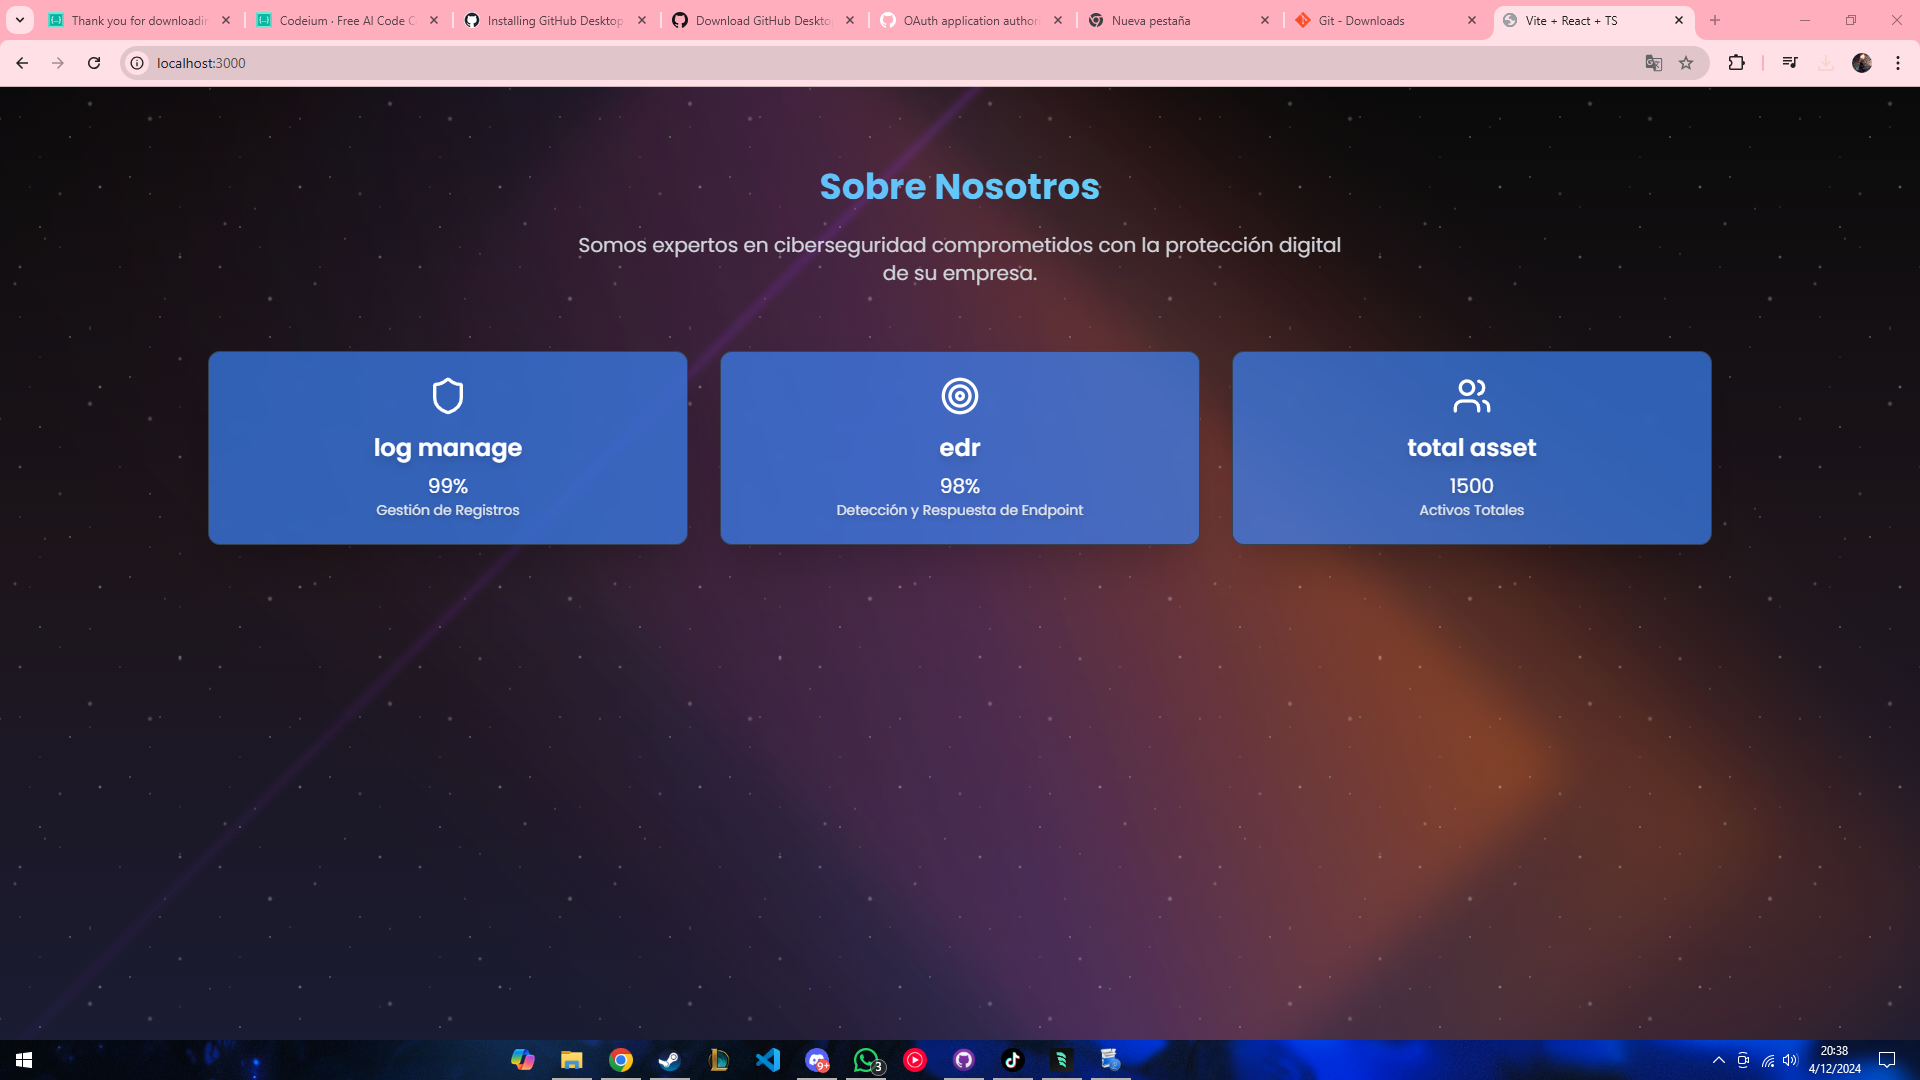 Thank you for downloadin
Codeium · Free AI Code C
Installing GitHub Desktop
Download GitHub Deskto
OAuth application authori
Nueva pestaña
Git - Downloads
Vite + React + TS
localhost:3000
Sobre Nosotros
Somos expertos en ciberseguridad comprometidos con la protección digital
de su empresa.
log manage
99%
Gestión de Registros
edr
98%
Detección y Respuesta de Endpoint
total asset
1500
Activos Totales
9+
3
20:38
4/12/2024